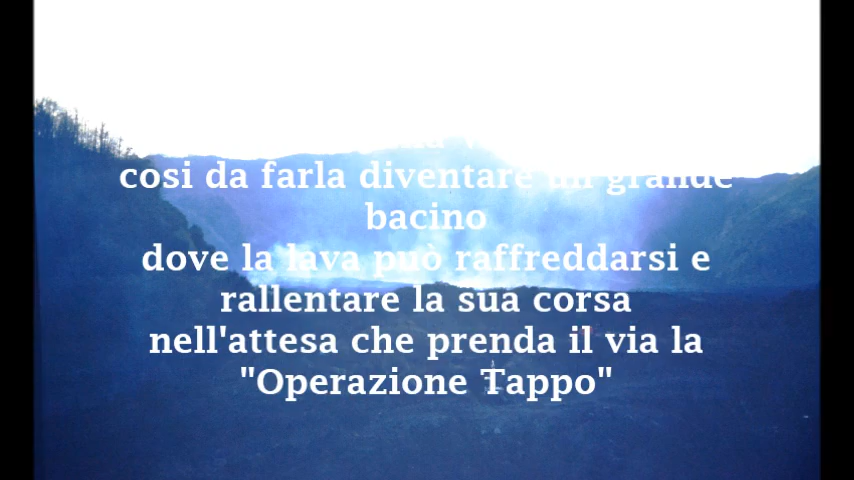 cosi da farla diventare un grande
bacino
dove la lava può raffreddarsi e
rallentare la sua corsa
nell'attesa che prenda il via la
"Operazione Tappo"